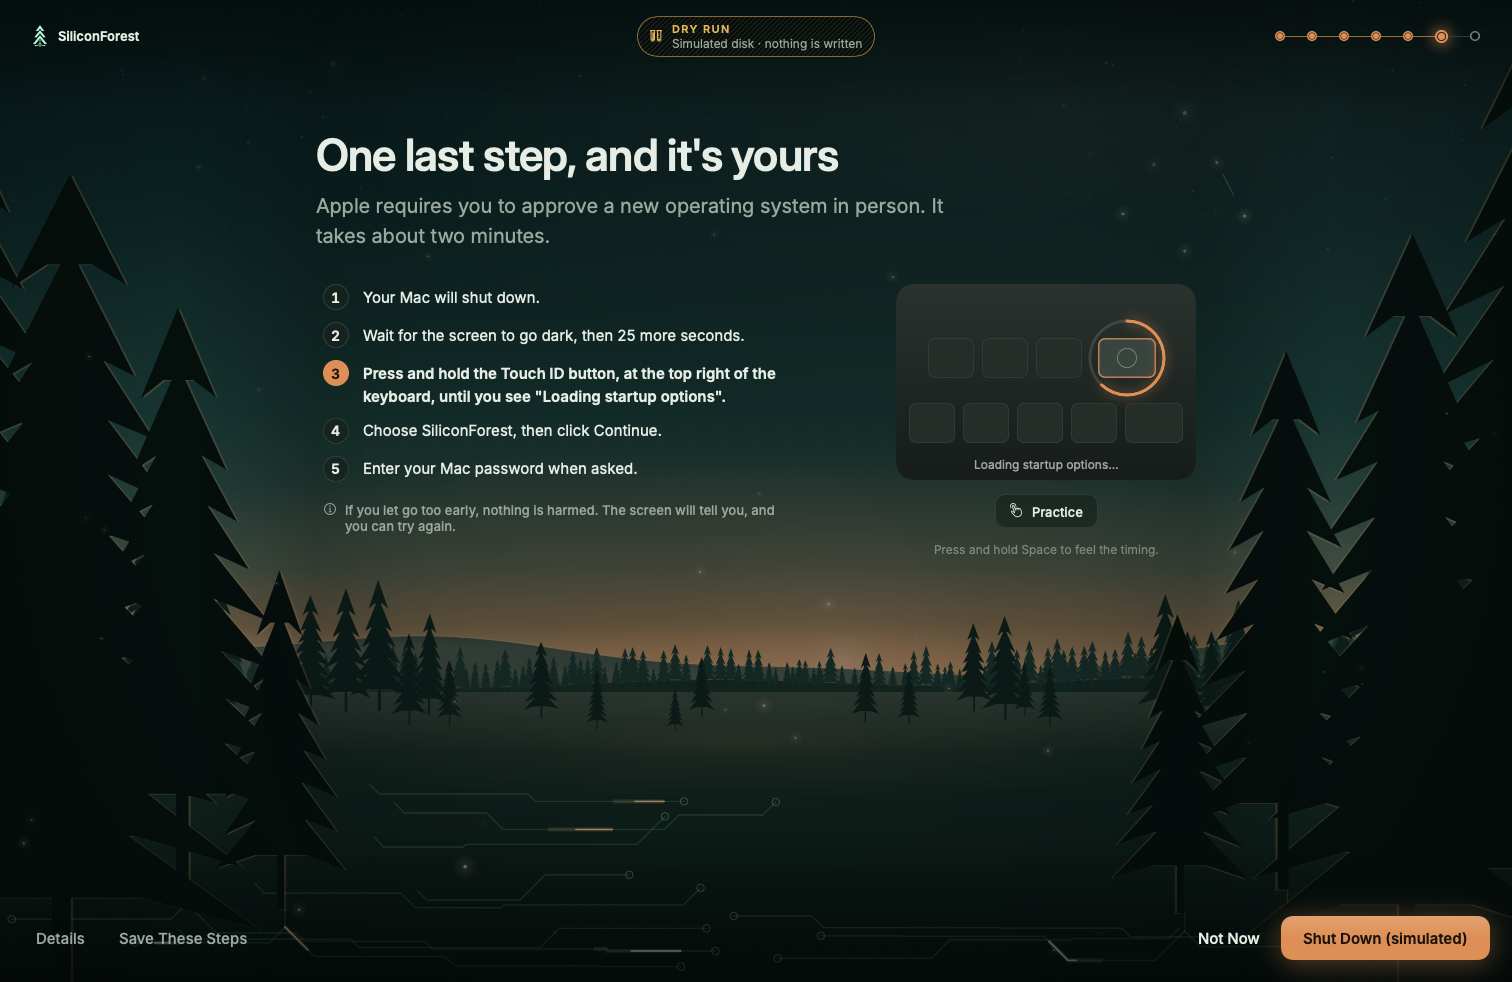 SiliconForest
DRY RUN
Simulated disk · nothing is written
One last step, and it's yours
Apple requires you to approve a new operating system in person. It
takes about two minutes.
1 Your Mac will shut down.
2 Wait for the screen to go dark, then 25 more seconds.
3 Press and hold the Touch ID button, at the top right of the
keyboard, until you see "Loading startup options".
4 Choose SiliconForest, then click Continue.
5 Enter your Mac password when asked.
If you let go too early, nothing is harmed. The screen will tell you, and
you can try again.
Loading startup options...
Practice
Press and hold Space to feel the timing.
Details
Save These Steps
Not Now
Shut Down (simulated)